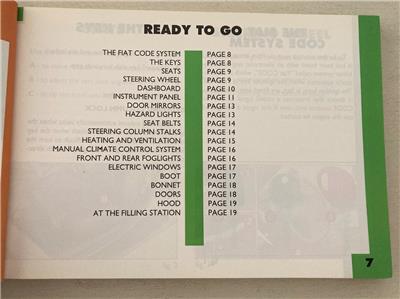 READY TO GO
THE FIAT CODE SYSTEM PAGE 8
THE KEYS PAGE 8
SEATS PAGE 9
STEERING WHEEL PAGE 9
DASHBOARD PAGE 10
INSTRUMENT PANEL PAGE 11
DOOR MIRRORS PAGE 13
HAZARD LIGHTS PAGE 13
SEAT BELTS PAGE 14
STEERING COLUMN STALKS PAGE 14
HEATING AND VENTILATION PAGE 15
MANUAL CLIMATE CONTROL SYSTEM PAGE 16
FRONT AND REAR FOGLIGHTS PAGE 16
ELECTRIC WINDOWS PAGE 17
BOOT PAGE 17
BONNET PAGE 18
DOORS PAGE 18
HOOD PAGE 19
AT THE FILLING STATION PAGE 19
7